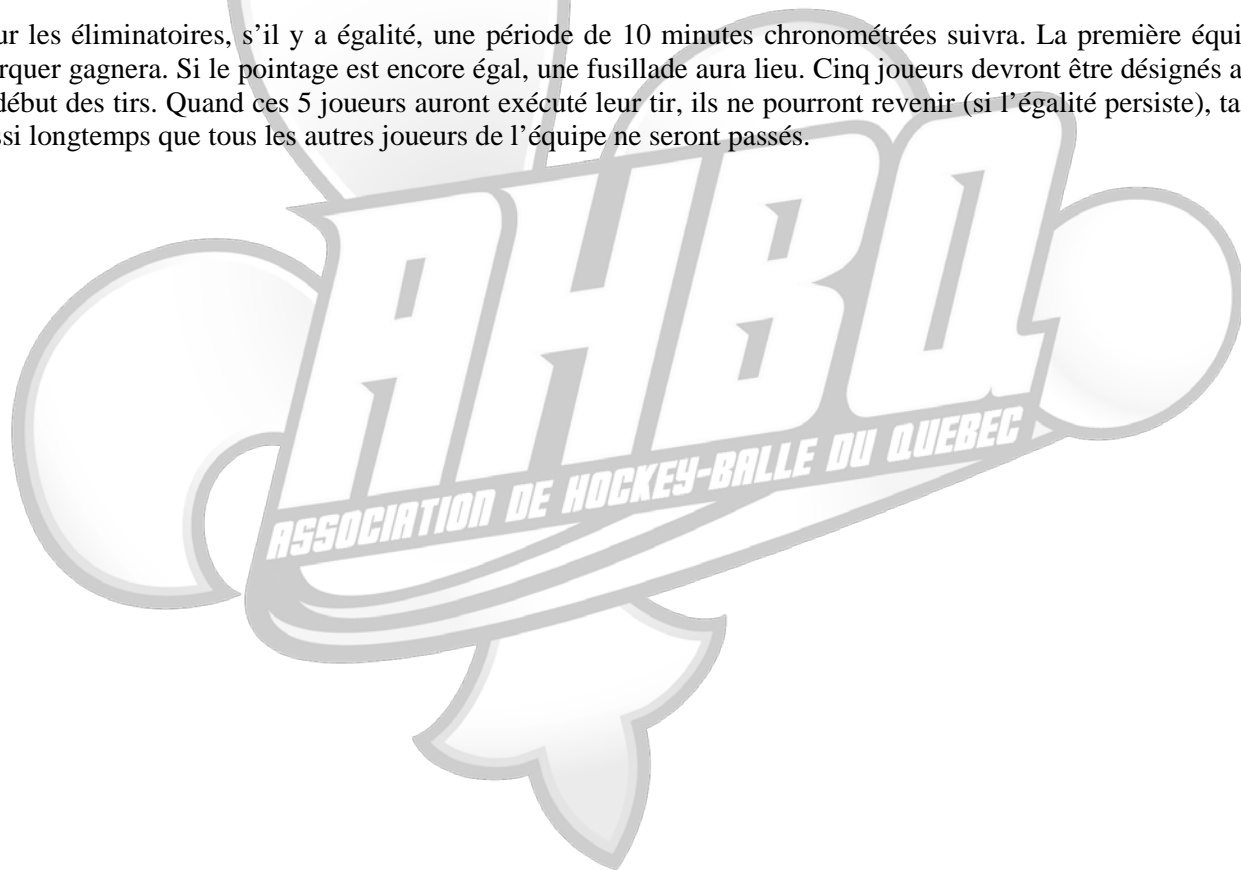 ur les éliminatoires, s’il y a égalité, une période de 10 minutes chronométrées suivra. La première équi
rquer gagnera. Si le pointage est encore égal, une fusillade aura lieu. Cinq joueurs devront être désignés a
début des tirs. Quand ces 5 joueurs auront exécuté leur tir, ils ne pourront revenir (si l’égalité persiste), ta
ssi longtemps que tous les autres joueurs de l’équipe ne seront passés.
AHBQ
ASSOCIATION DE HOCKEY-BALLE DU QUEBEC